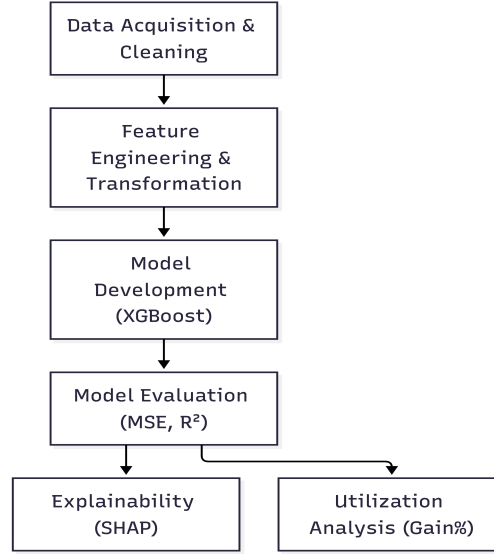 Data Acquisition &
Cleaning
Feature
Engineering &
Transformation
Model
Development
(XGBoost)
Model Evaluation
(MSE, R²)
Explainability
(SHAP)
Utilization
Analysis (Gain%)